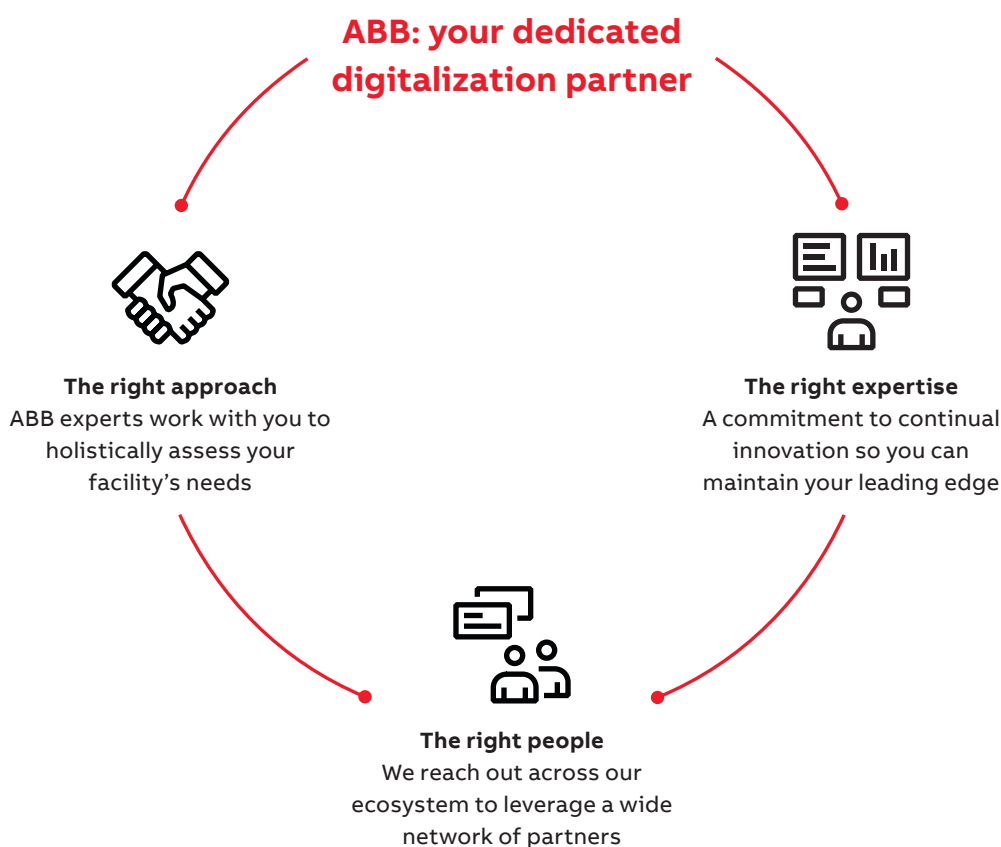 ABB: your dedicated
digitalization partner
The right approach
ABB experts work with you to
holistically assess your
facility’s needs
The right expertise
A commitment to continual
innovation so you can
maintain your leading edge
The right people
We reach out across our
ecosystem to leverage a wide
network of partners